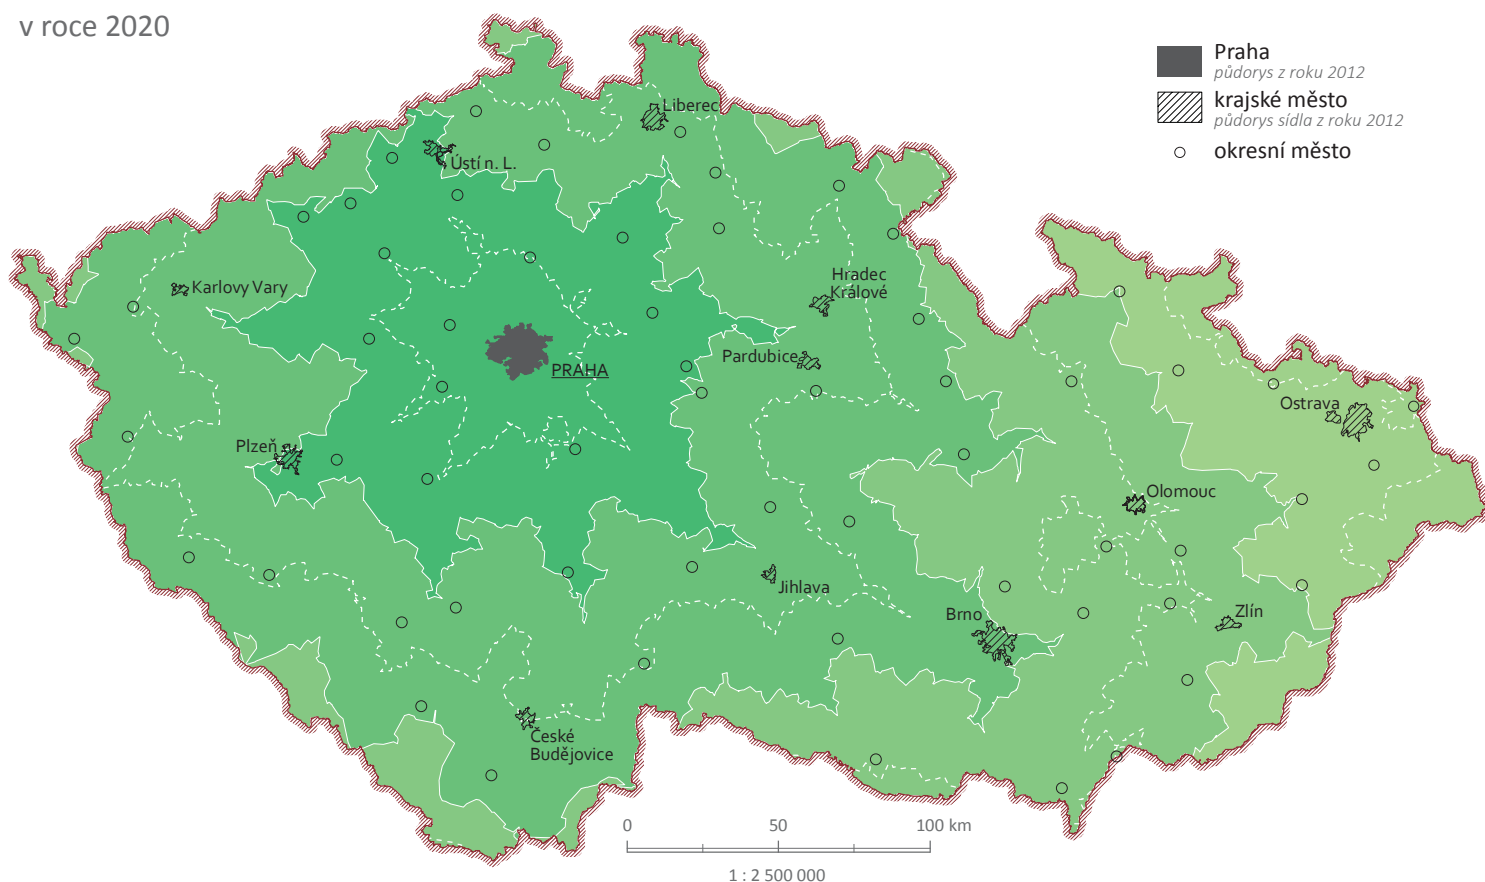 v roce 2020
Praha
půdorys z roku 2012
krajské město
půdorys sídla z roku 2012
okresní město
Liberec
Ústí n. L.
Karlovy Vary
Hradec
Králové
Pardubice
PRAHA
Ostrava
Plzeň
Olomouc
Jihlava
Brno
Zlín
České
Budějovice
0 50 100 km
1 : 2 500 000